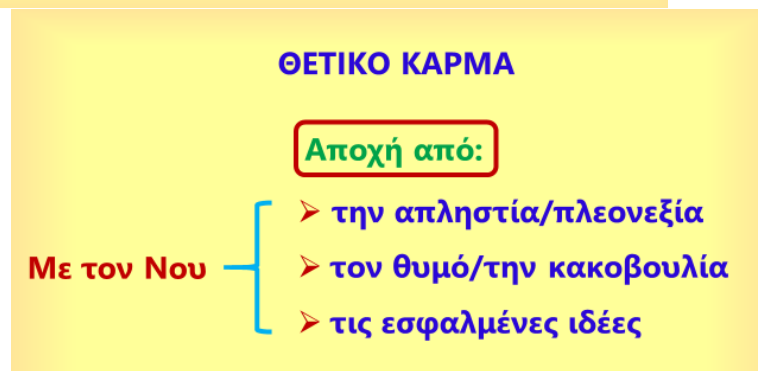 ΘΕΤΙΚΟ ΚΑΡΜΑ
Αποχή από:
την απληστία/πλεονεξία
Με τον Νου
τον θυμό/την κακοβουλία
τις εσφαλμένες ιδέες